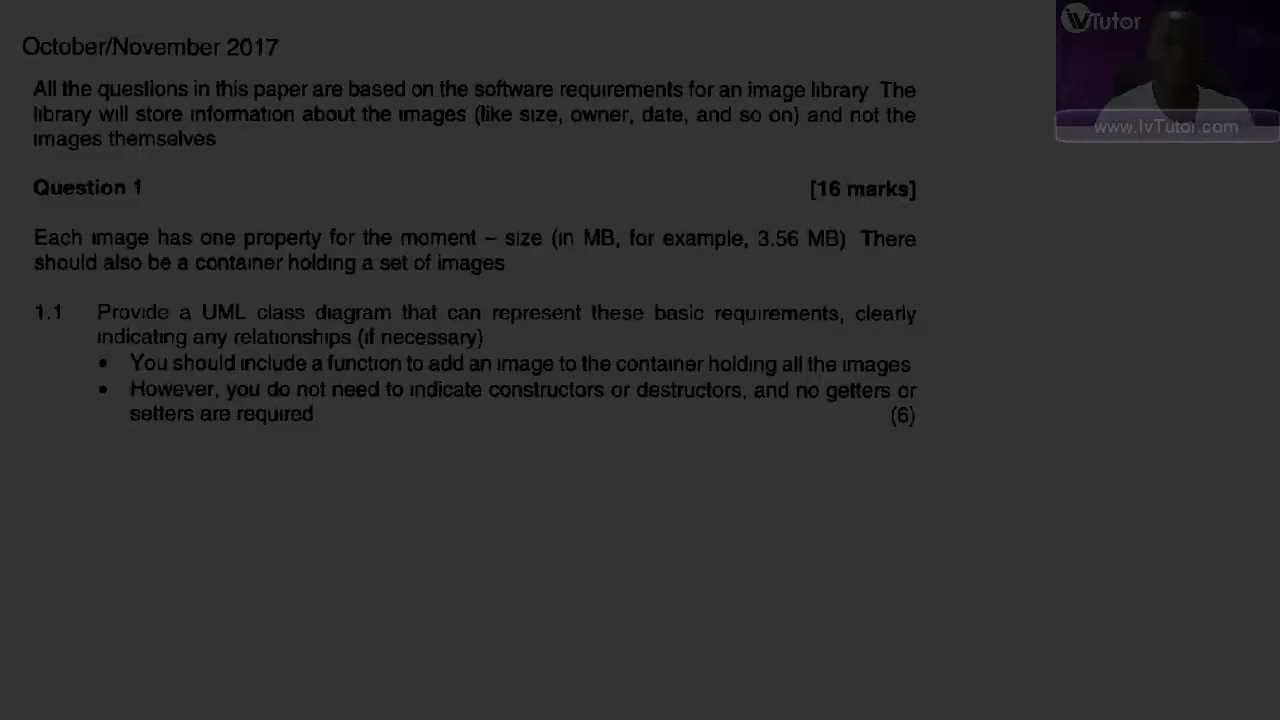 October/November 2017
All the questions in this paper are based on the software requirements for an image library The
library will store information about the images (like size, owner, date, and so on) and not the
images themselves
Question 1 [16 marks]
Each image has one property for the moment – size (in MB, for example, 3.56 MB) There
should also be a container holding a set of images
1.1 Provide a UML class diagram that can represent these basic requirements, clearly
indicating any relationships (if necessary)
• You should include a function to add an image to the container holding all the images
• However, you do not need to indicate constructors or destructors, and no getters or
setters are required (6)
IvTutor
www.IvTutor.com